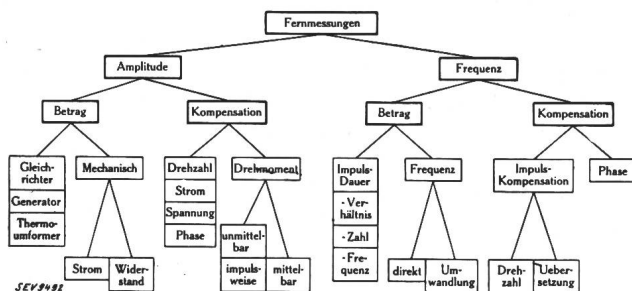 Fernmessungen
Amplitude
Frequenz
Betrag
Kompensation
Betrag
Kompensation
Gleich-
richter
Generator
Thermo-
umformer
Mechanisch
Drehzahl
Strom
Spannung
Phase
Drehmoment
Impuls-
Dauer
- Ver-
hältnis
- Zahl
- Fre-
quenz
Frequenz
Impuls-
Kompensation
Phase
Strom
Wider-
stand
unmittel-
bar
impuls-
weise
mittel-
bar
direkt
Um-
wandlung
Dreh-
zahl
Ueber-
setzung
SEV9492